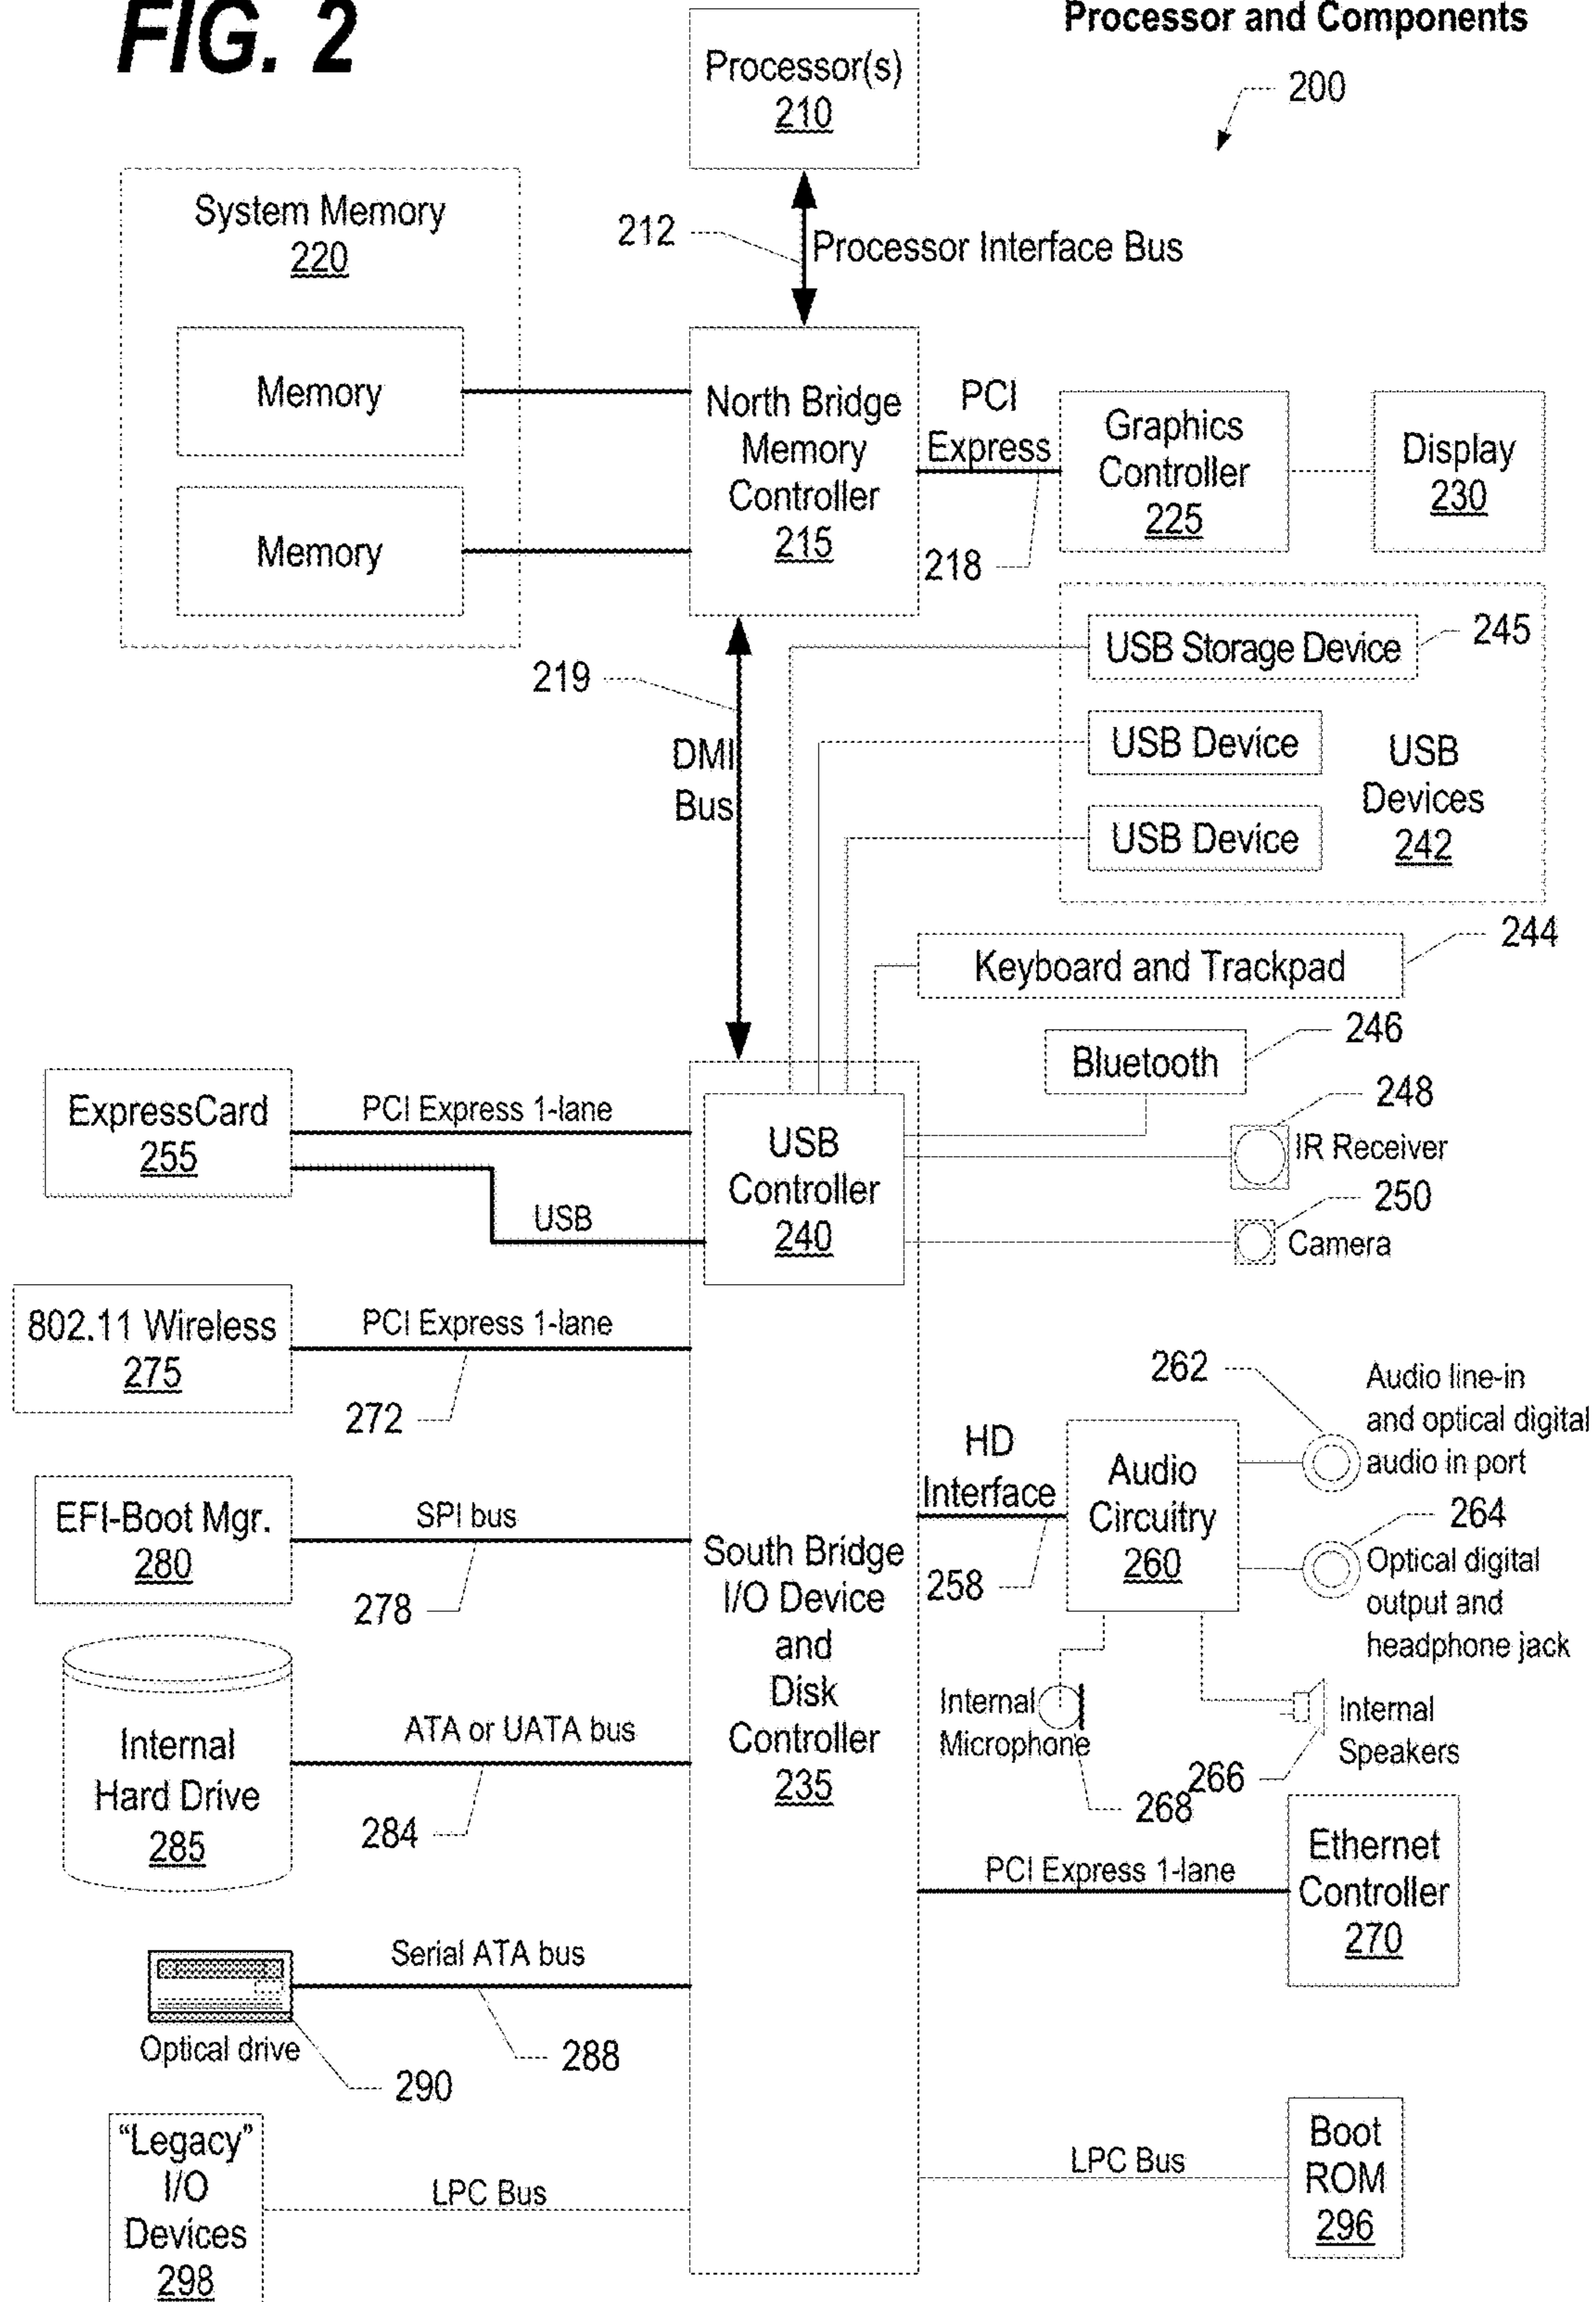 FIG. 2
Processor and Components
200
Processor(s)
210
System Memory
220
212
Processor Interface Bus
Memory
Memory
North Bridge
Memory
Controller
215
PCI
Express
218
Graphics
Controller
225
Display
230
219
DMI
Bus
USB Storage Device
245
USB Device
USB Device
USB
Devices
242
244
Keyboard and Trackpad
246
Bluetooth
248
IR Receiver
250
Camera
ExpressCard
255
PCI Express 1-lane
USB
USB
Controller
240
802.11 Wireless
275
PCI Express 1-lane
272
262
Audio line-in
and optical digital
audio in port
HD
Interface
258
Audio
Circuitry
260
264
Optical digital
output and
headphone jack
EFI-Boot Mgr.
280
SPI bus
278
South Bridge
I/O Device
and
Disk
Controller
235
Internal
Microphone
268
266
Internal
Speakers
Internal
Hard Drive
285
ATA or UATA bus
284
PCI Express 1-lane
Ethernet
Controller
270
Serial ATA bus
288
Optical drive
290
"Legacy"
I/O
Devices
298
LPC Bus
LPC Bus
Boot
ROM
296